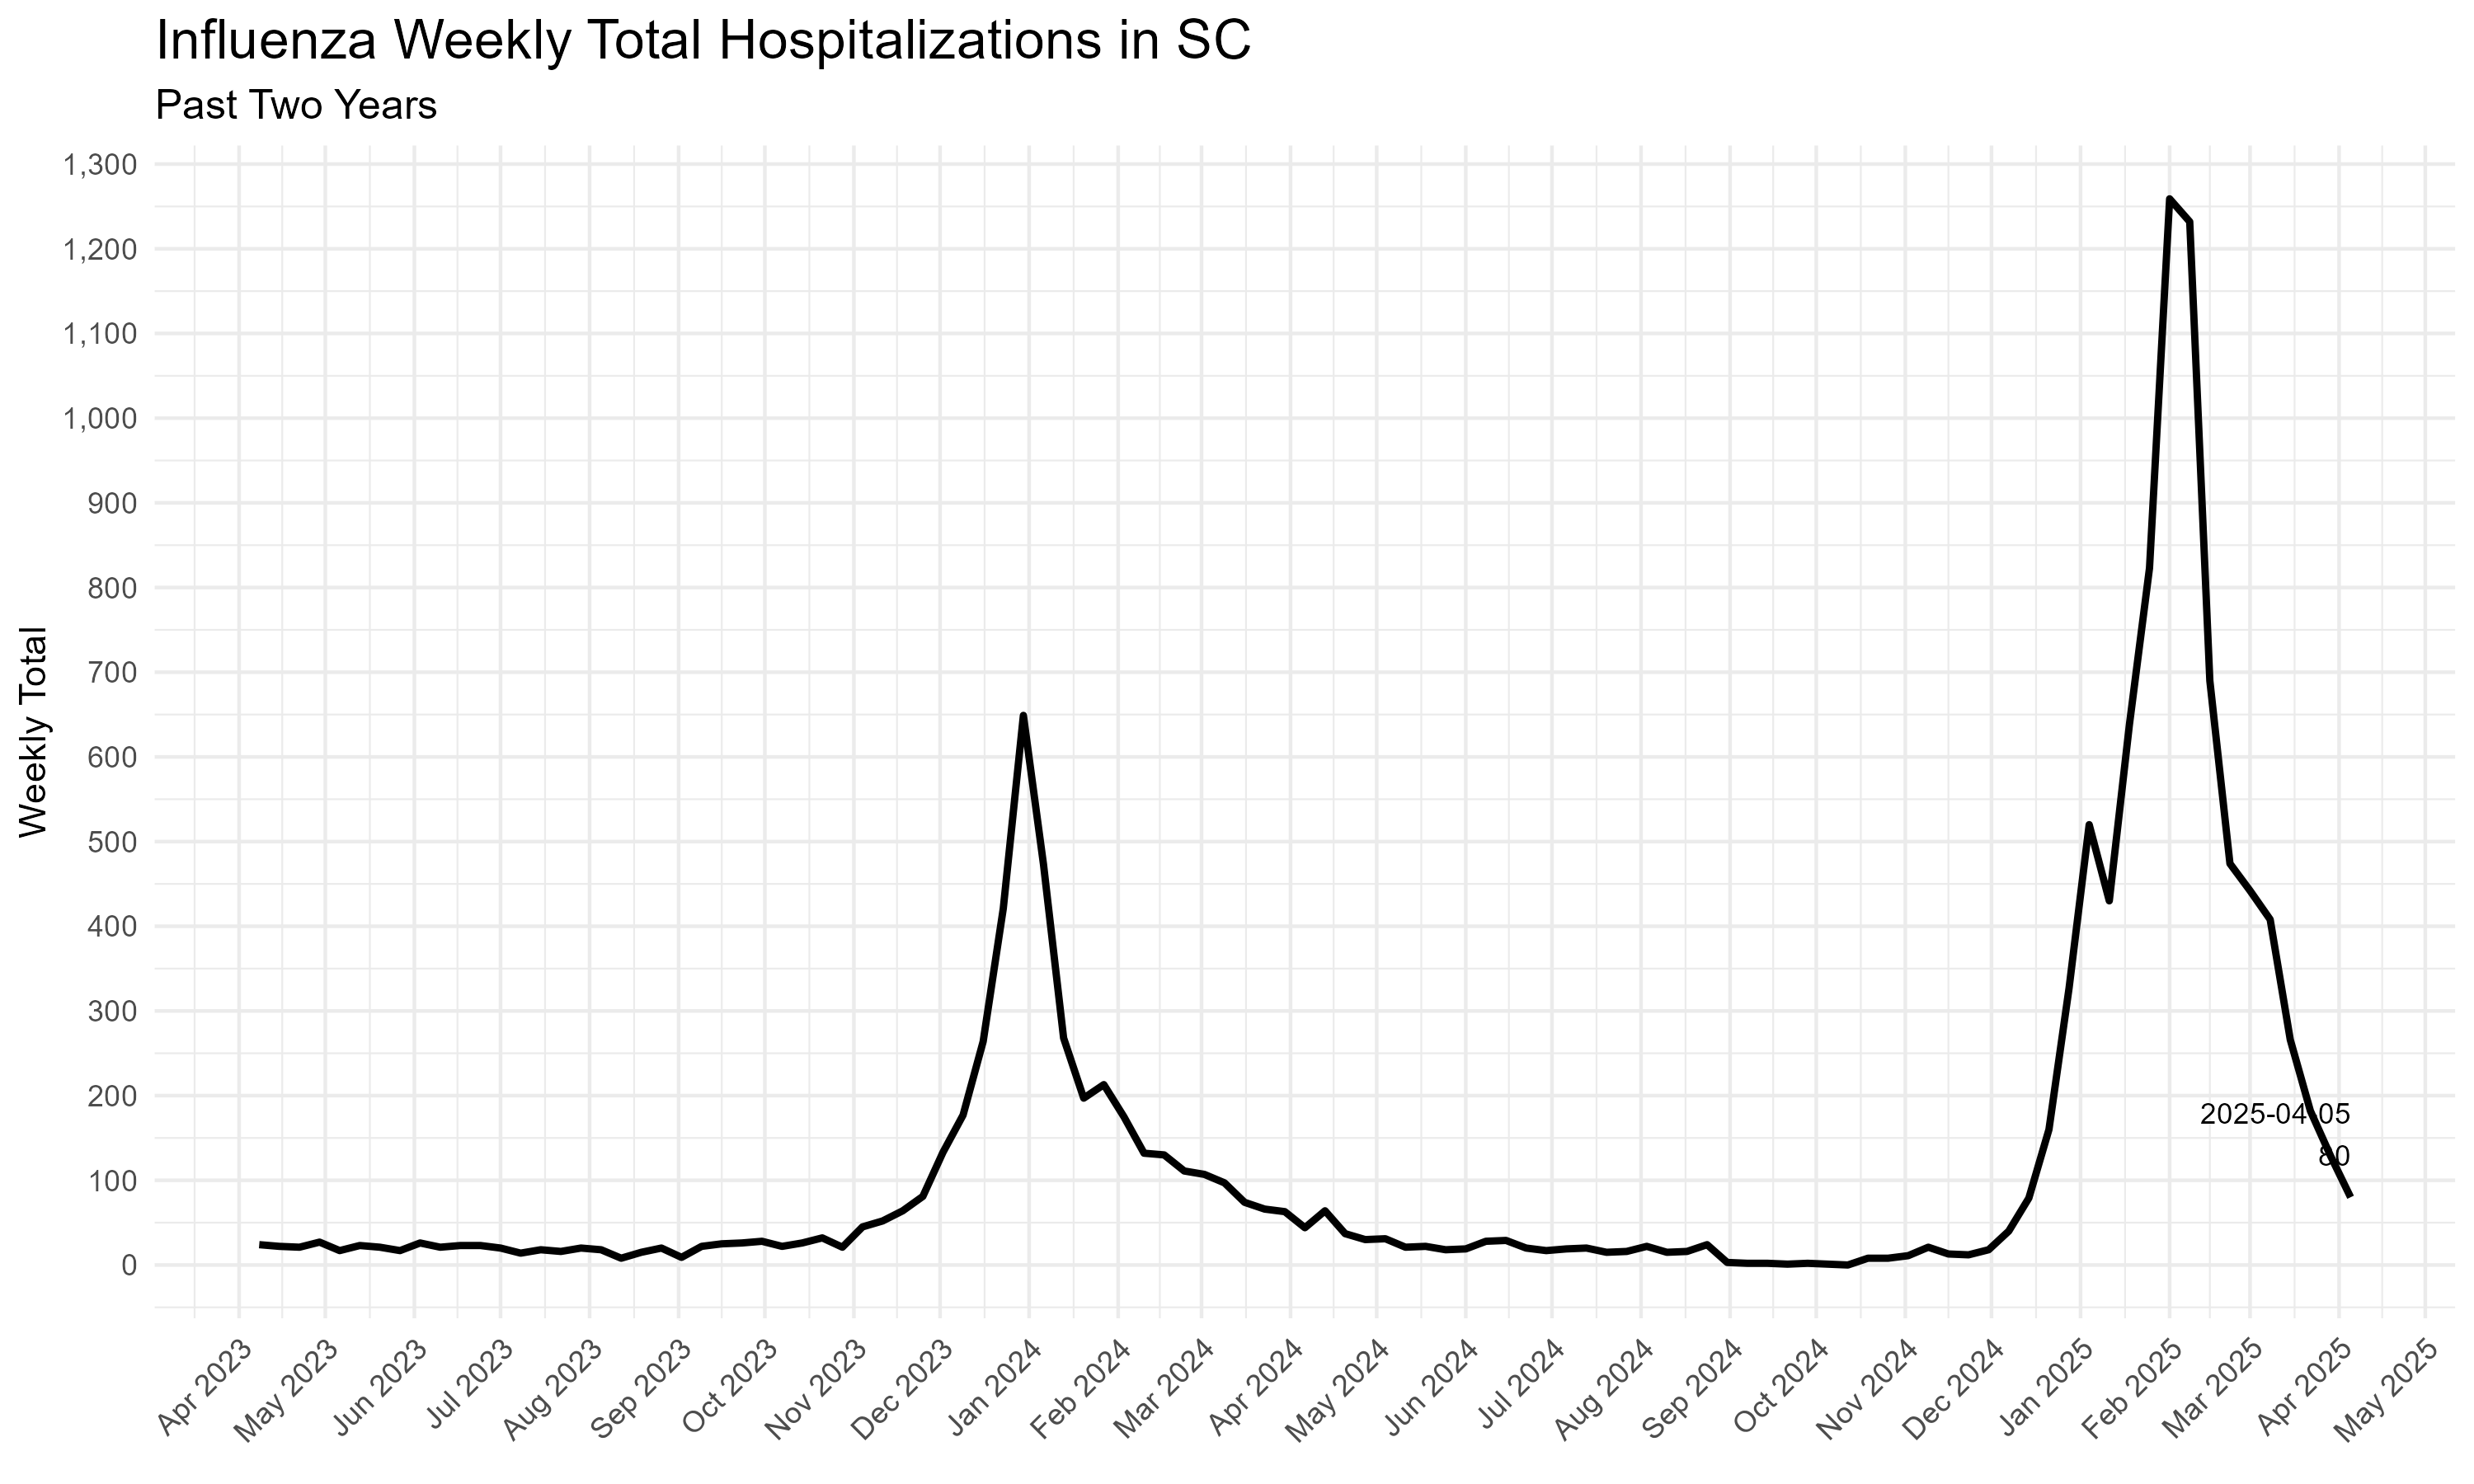 Influenza Weekly Total Hospitalizations in SC
Past Two Years
Weekly Total
1,300
1,200
1,100
1,000
900
800
700
600
500
400
300
200
100
0
2025-04-05
80
Apr 2023
May 2023
Jun 2023
Jul 2023
Aug 2023
Sep 2023
Oct 2023
Nov 2023
Dec 2023
Jan 2024
Feb 2024
Mar 2024
Apr 2024
May 2024
Jun 2024
Jul 2024
Aug 2024
Sep 2024
Oct 2024
Nov 2024
Dec 2024
Jan 2025
Feb 2025
Mar 2025
Apr 2025
May 2025